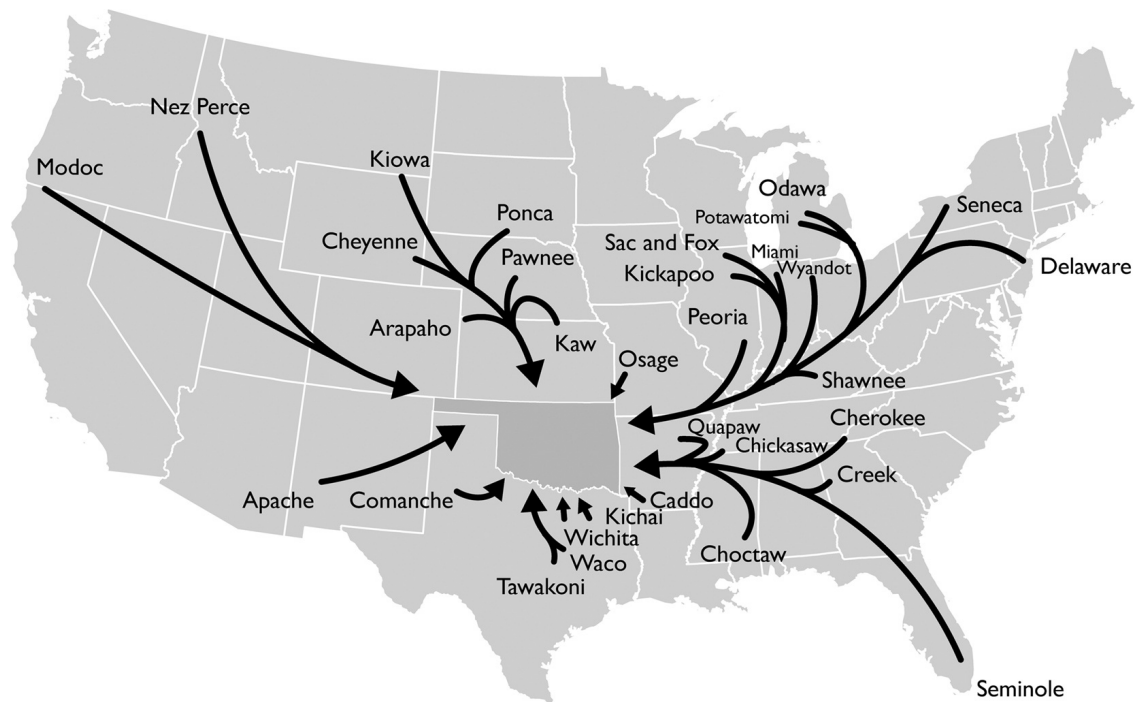 Nez Perce
Modoc
Kiowa
Odawa
Potawatomi
Seneca
Ponca
Cheyenne
Pawnee
Sac and Fox
Miami
Kickapoo
Wyandot
Delaware
Arapaho
Kaw
Peoria
Osage
Shawnee
Cherokee
Quapaw
Chickasaw
Creek
Apache
Comanche
Caddo
Kichai
Wichita
Choctaw
Waco
Tawakoni
Seminole